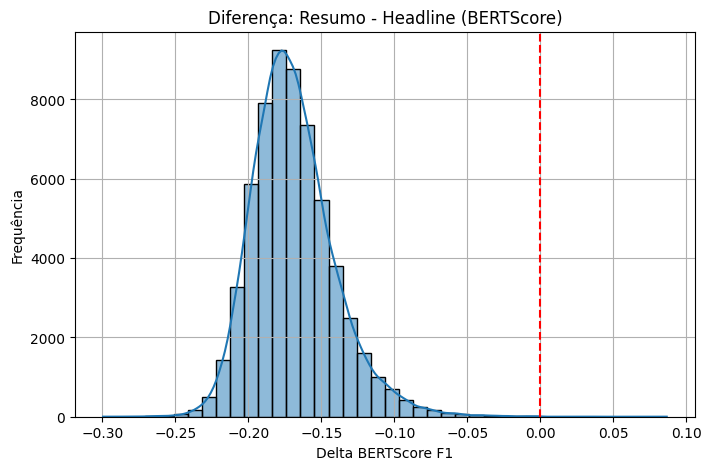 Diferença: Resumo - Headline (BERTScore)
Frequência
8000
6000
4000
2000
0
−0.30 −0.25 −0.20 −0.15 −0.10 −0.05 0.00 0.05 0.10
Delta BERTScore F1